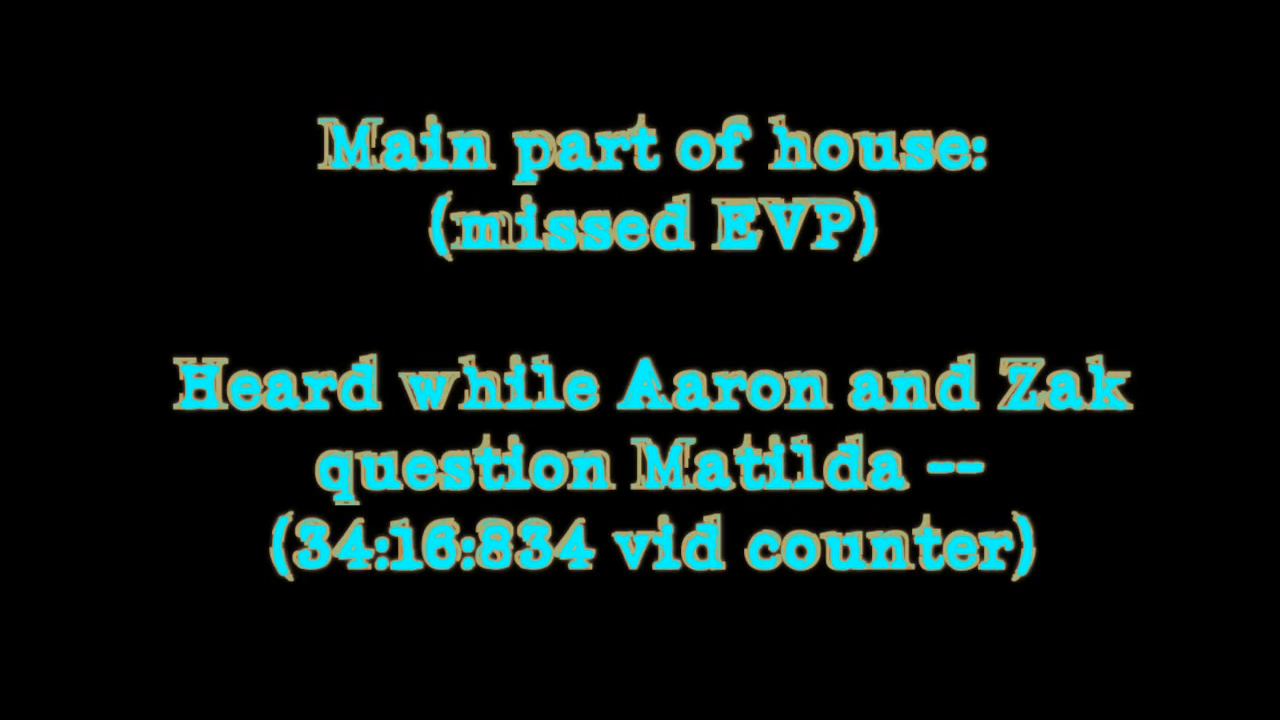 Main part of house:
(missed EVP)
Heard while Aaron and Zak
question Matilda --
(34:16:834 vid counter)